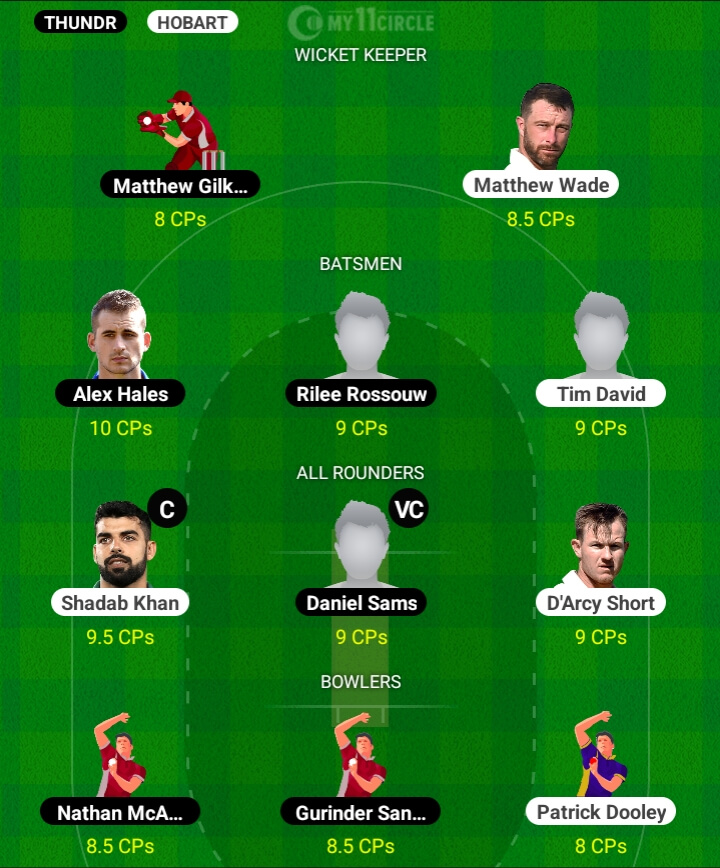 THUNDR HOBART MY11CIRCLE
WICKET KEEPER
Matthew Gilk... Matthew Wade
8 CPs 8.5 CPs
BATSMEN
Alex Hales Rilee Rossouw Tim David
10 CPs 9 CPs 9 CPs
ALL ROUNDERS
C VC
Shadab Khan Daniel Sams D'Arcy Short
9.5 CPs 9 CPs 9 CPs
BOWLERS
Nathan McA... Gurinder San... Patrick Dooley
8.5 CPs 8.5 CPs 8 CPs